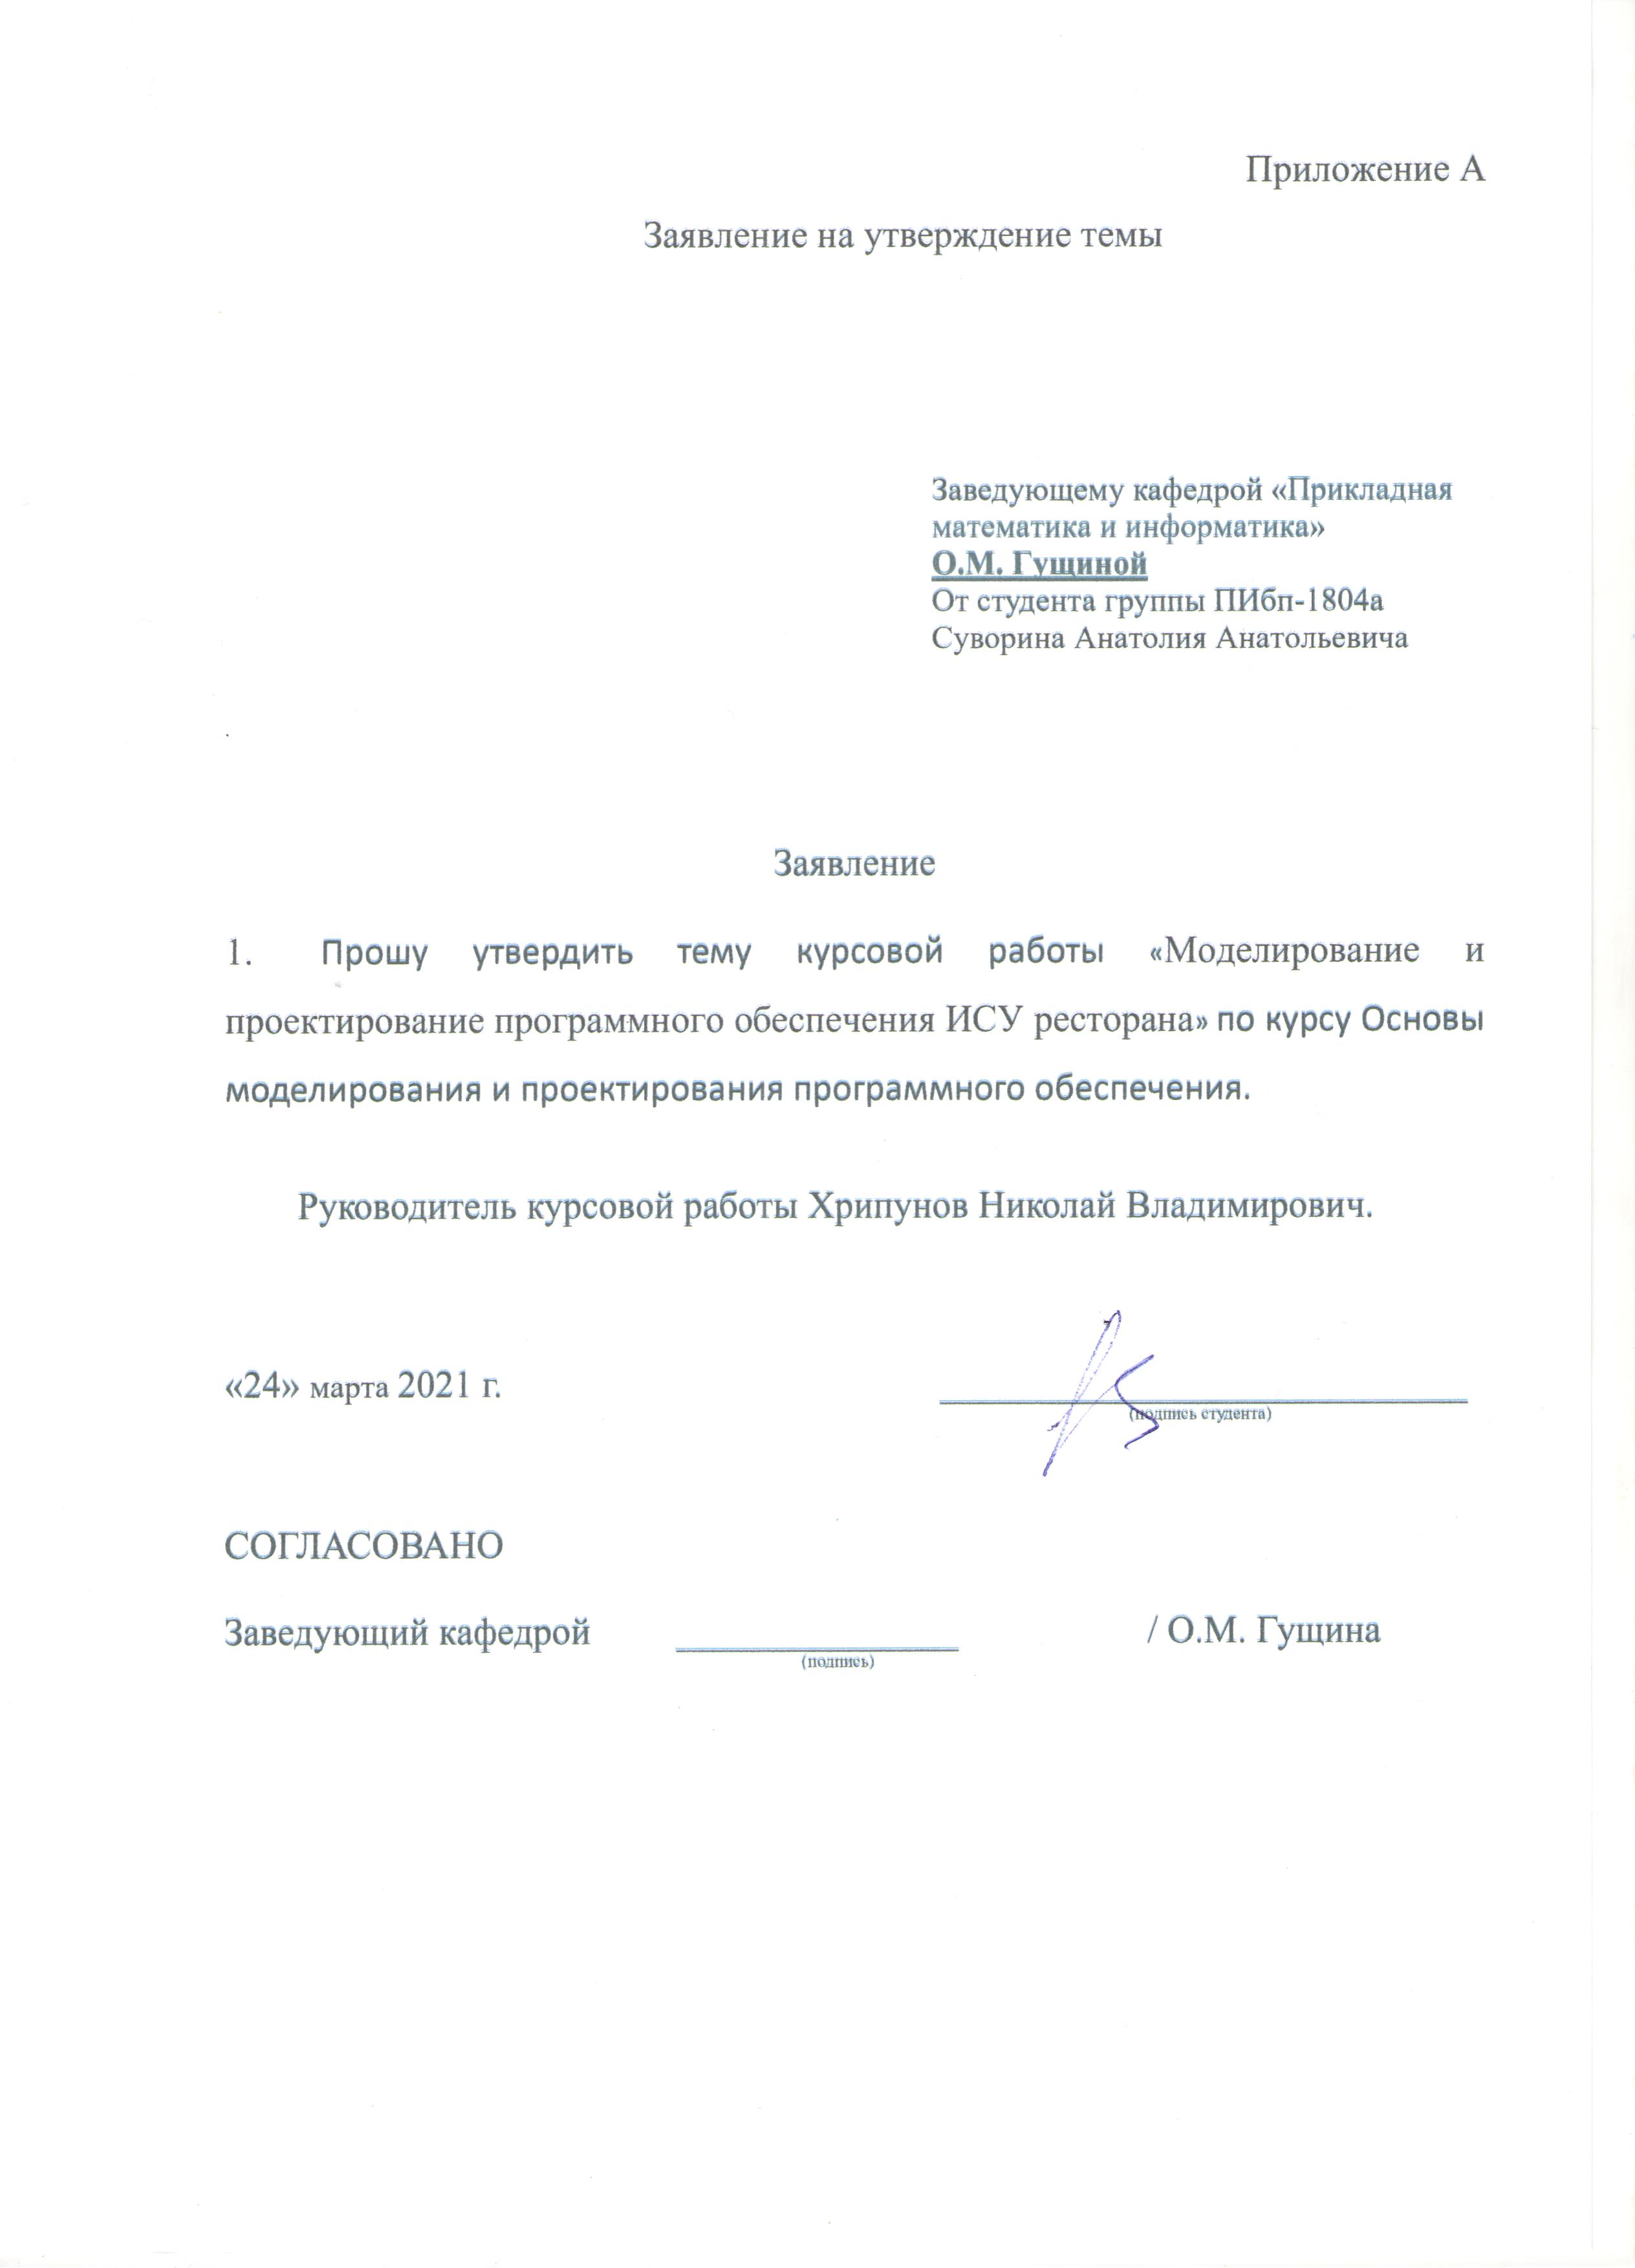 Приложение А
Заявление на утверждение темы
Заведующему кафедрой «Прикладная
математика и информатика»
О.М. Гущиной
От студента группы ПИбп-1804а
Суворина Анатолия Анатольевича
Заявление
1. Прошу утвердить тему курсовой работы «Моделирование и
проектирование программного обеспечения ИСУ ресторана» по курсу Основы
моделирования и проектирования программного обеспечения.
Руководитель курсовой работы Хрипунов Николай Владимирович.
«24» марта 2021 г.
(подпись студента)
СОГЛАСОВАНО
Заведующий кафедрой / О.М. Гущина
(подпись)